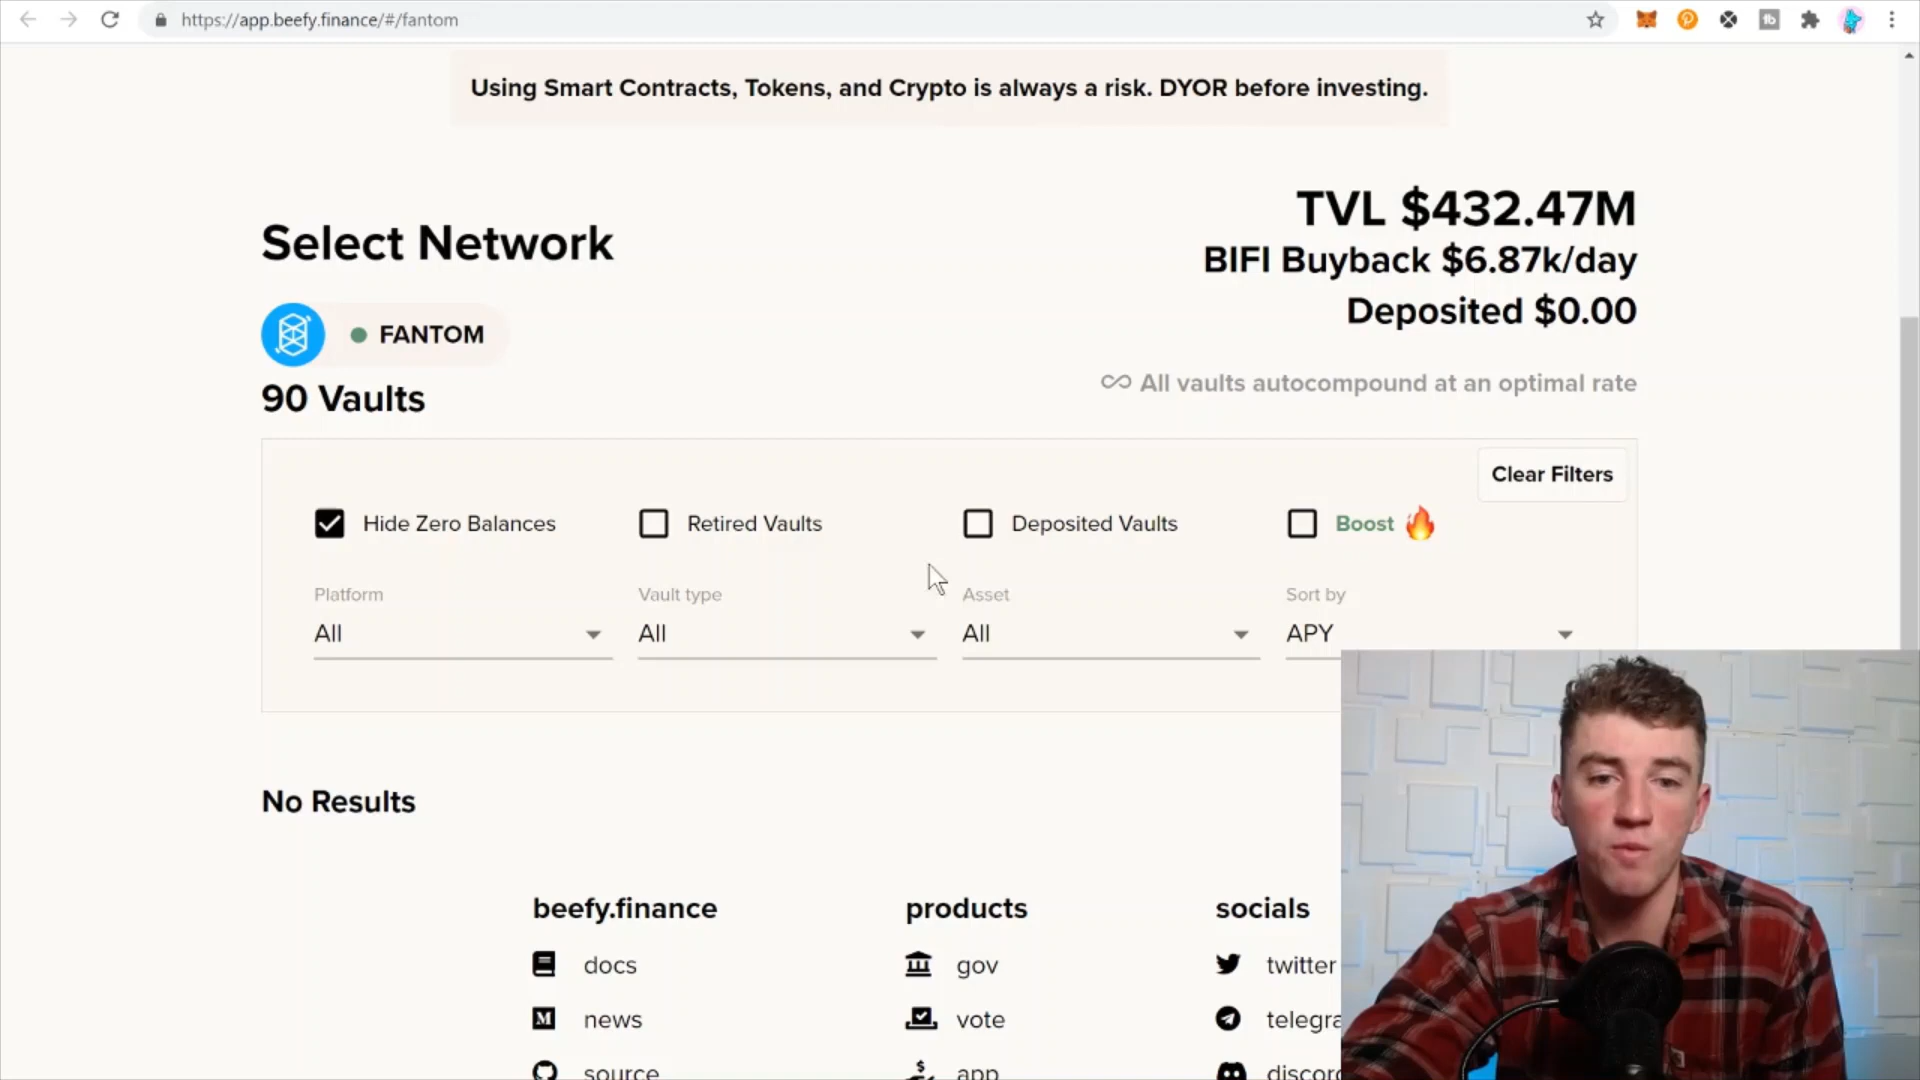 https://app.beefy.finance/#/fantom
Using Smart Contracts, Tokens, and Crypto is always a risk. DYOR before investing.
Select Network
TVL $432.47M
BIFI Buyback $6.87k/day
Deposited $0.00
FANTOM
90 Vaults
All vaults autocompound at an optimal rate
Clear Filters
Hide Zero Balances
Retired Vaults
Deposited Vaults
Boost
Platform
Vault type
Asset
Sort by
All
All
All
APY
No Results
beefy.finance
products
socials
docs
gov
twitter
news
vote
telegra
source
app
discord